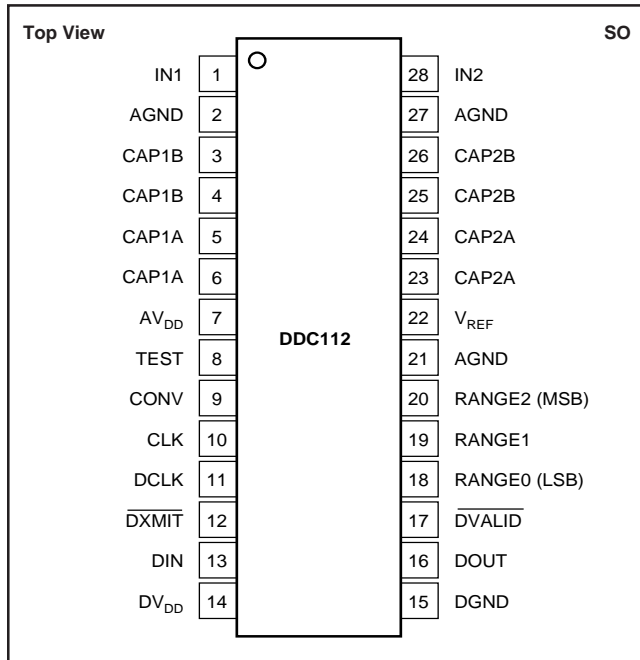 Top View SO
IN1 1 28 IN2
AGND 2 27 AGND
CAP1B 3 26 CAP2B
CAP1B 4 25 CAP2B
CAP1A 5 24 CAP2A
CAP1A 6 23 CAP2A
AVDD 7 22 VREF
DDC112
TEST 8 21 AGND
CONV 9 20 RANGE2 (MSB)
CLK 10 19 RANGE1
DCLK 11 18 RANGE0 (LSB)
DXMIT 12 17 DVALID
DIN 13 16 DOUT
DVDD 14 15 DGND